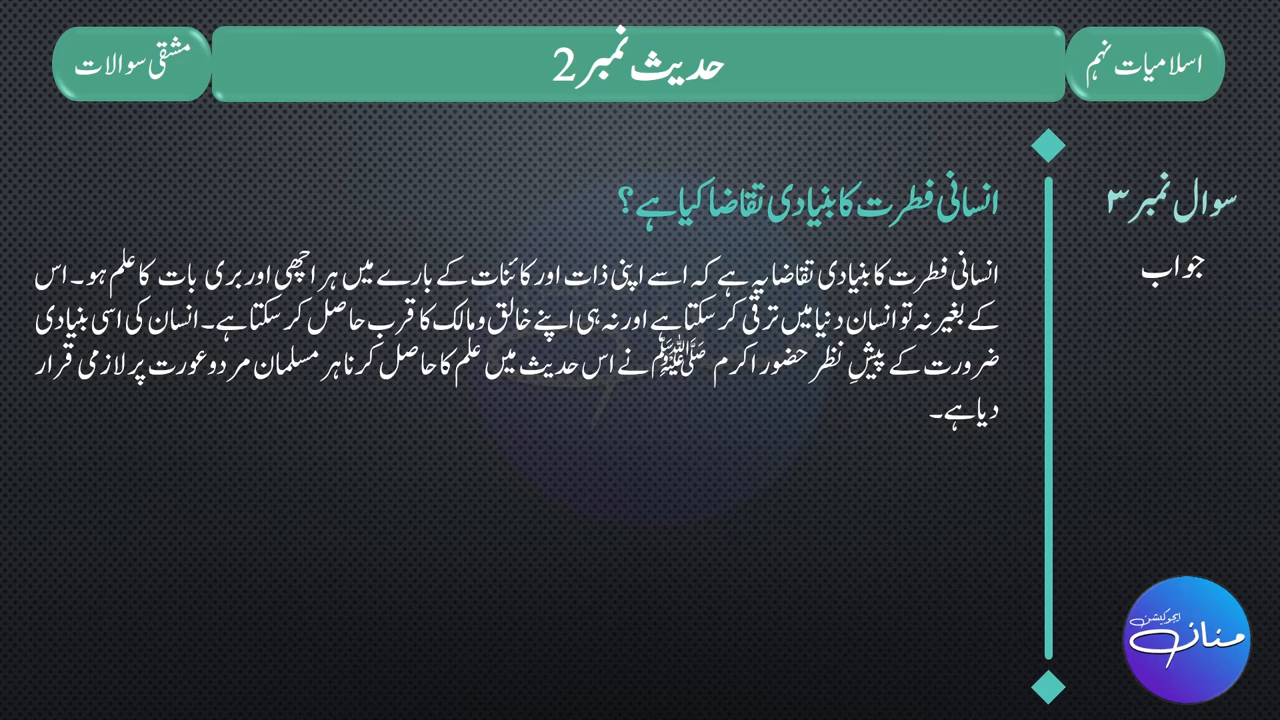 اسلامیات نہم
حدیث نمبر 2
مشقی سوالات
سوال نمبر ۳
انسانی فطرت کا بنیادی تقاضا کیا ہے؟
جواب
انسانی فطرت کا بنیادی تقاضا یہ ہے کہ اسے اپنی ذات اور کائنات کے بارے میں ہر اچھی اور بری بات کا علم ہو۔ اس
کے بغیر نہ تو انسان دنیا میں ترقی کر سکتا ہے اور نہ ہی اپنے خالق و مالک کا قربِ حاصل کر سکتا ہے۔ انسان کی اسی بنیادی
ضرورت کے پیشِ نظر حضور اکرم ﷺ نے اس حدیث میں علم کا حاصل کرنا ہر مسلمان مرد و عورت پر لازمی قرار
دیا ہے۔
ایجوکیشن
منانے